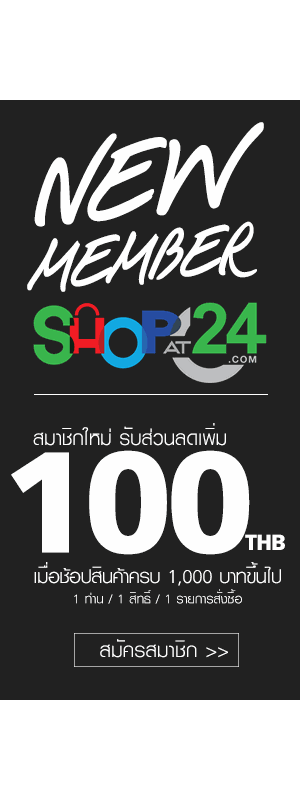 NEW
MEMBER
SHOP AT 24
.COM
สมาชิกใหม่ รับส่วนลดเพิ่ม
100 THB
เมื่อช้อปสินค้าครบ 1,000 บาทขึ้นไป
1 ท่าน / 1 สิทธิ์ / 1 รายการสั่งซื้อ
สมัครสมาชิก >>